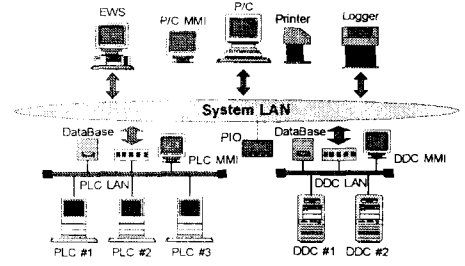 EWS
P/C MMI
P/C
Printer
Logger
System LAN
DataBase
PLC MMI
PIO
DataBase
DDC MMI
PLC LAN
DDC LAN
PLC #1
PLC #2
PLC #3
DDC #1
DDC #2